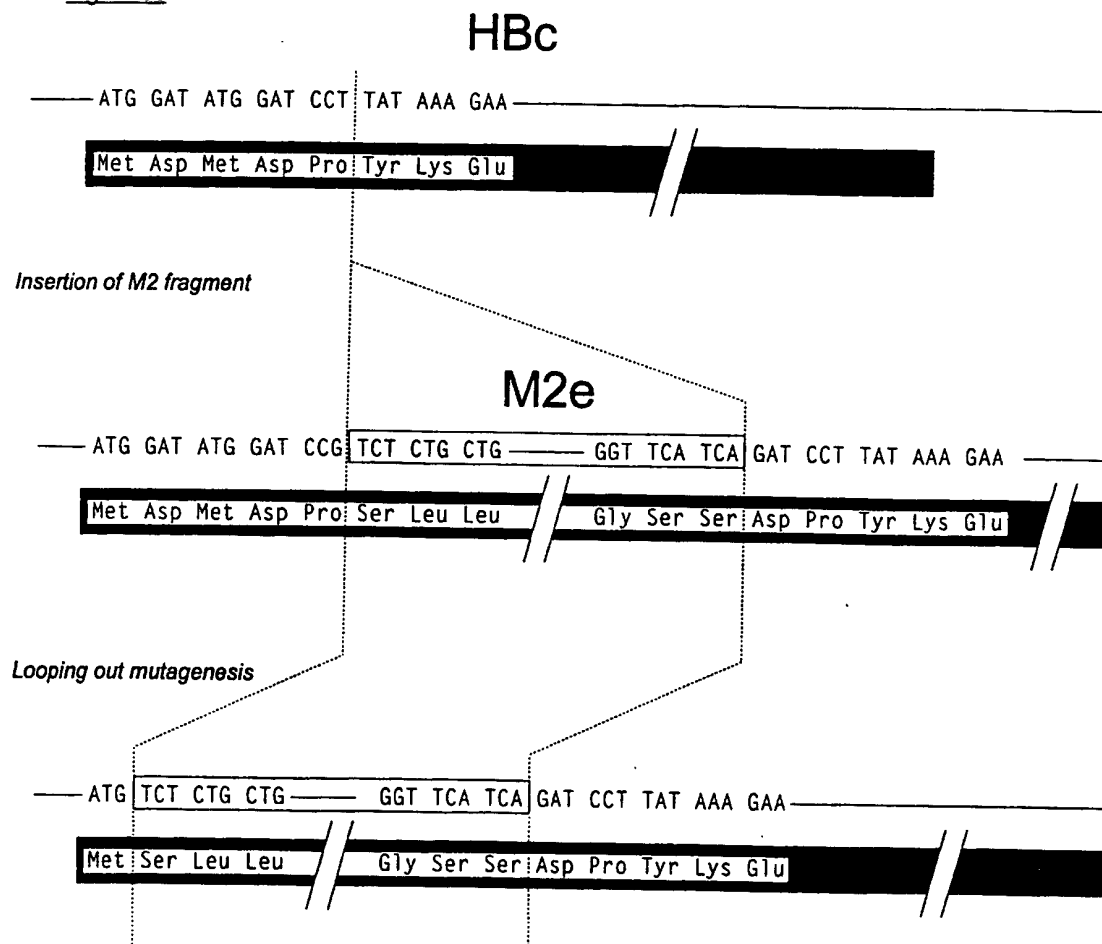 HBc
ATG GAT ATG GAT CCT TAT AAA GAA
Met Asp Met Asp Pro Tyr Lys Glu
Insertion of M2 fragment
M2e
ATG GAT ATG GAT CCG TCT CTG CTG GGT TCA TCA GAT CCT TAT AAA GAA
Met Asp Met Asp Pro Ser Leu Leu Gly Ser Ser Asp Pro Tyr Lys Glu
Looping out mutagenesis
ATG TCT CTG CTG GGT TCA TCA GAT CCT TAT AAA GAA
Met Ser Leu Leu Gly Ser Ser Asp Pro Tyr Lys Glu